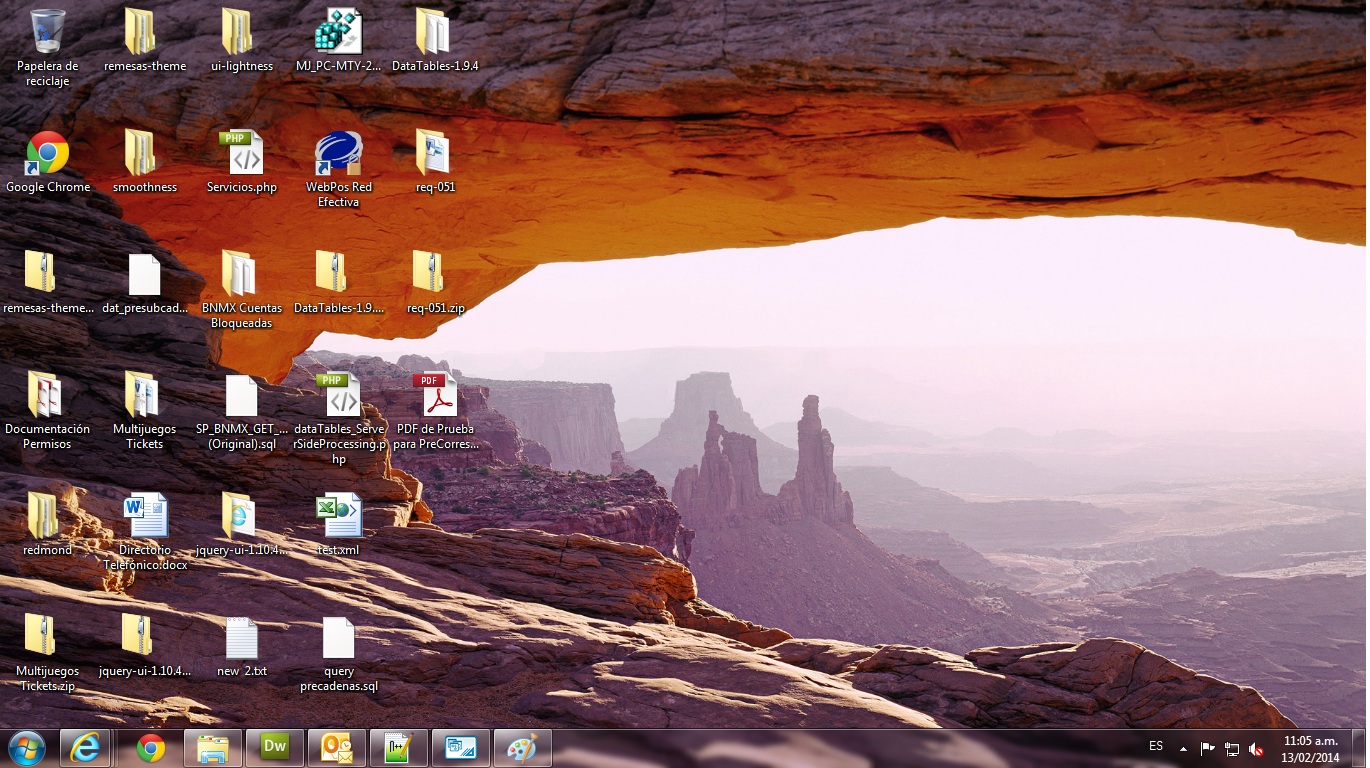 Papelera de
reciclaje
remesas-theme
ui-lightness
MJ_PC-MTY-2...
DataTables-1.9.4
Google Chrome
smoothness
PHP
Servicios.php
WebPos Red
Efectiva
req-051
remesas-theme...
dat_presubcad...
BNMX Cuentas
Bloqueadas
DataTables-1.9....
req-051.zip
Documentación
Permisos
Multijuegos
Tickets
SP_BNMX_GET_...
(Original).sql
PHP
dataTables_Serve
rSideProcessing.p
hp
PDF
PDF de Prueba
para PreCorres...
redmond
Directorio
Telefónico.docx
jquery-ui-1.10.4...
test.xml
Multijuegos
Tickets.zip
jquery-ui-1.10.4...
new 2.txt
query
precadenas.sql
Dw
N++
ES
11:05 a.m.
13/02/2014